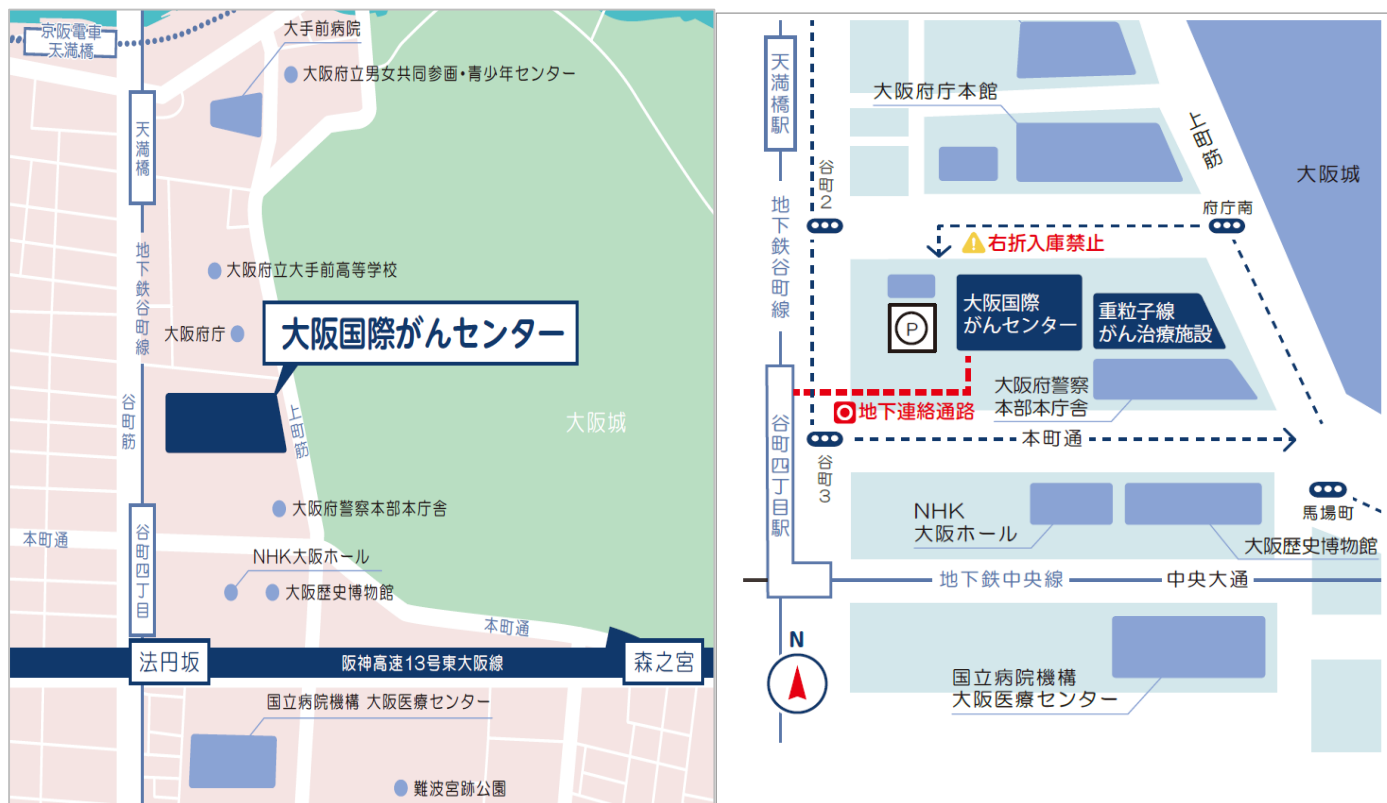 京阪電車
天満橋
大手前病院
大阪府立男女共同参画・青少年センター
天満橋
地下鉄谷町線
大阪府立大手前高等学校
大阪府庁
大阪国際がんセンター
谷町筋
上町筋
大阪城
大阪府警察本部本庁舎
本町通
谷町四丁目
NHK大阪ホール
大阪歴史博物館
本町通
法円坂
阪神高速13号東大阪線
森之宮
国立病院機構 大阪医療センター
難波宮跡公園
天満橋駅
大阪府庁本館
上町筋
大阪城
谷町2
府庁南
地下鉄谷町線
右折入庫禁止
P
大阪国際
がんセンター
重粒子線
がん治療施設
大阪府警察
本部本庁舎
地下連絡通路
本町通
谷町四丁目駅
谷町3
NHK
大阪ホール
馬場町
大阪歴史博物館
地下鉄中央線
中央大通
N
国立病院機構
大阪医療センター